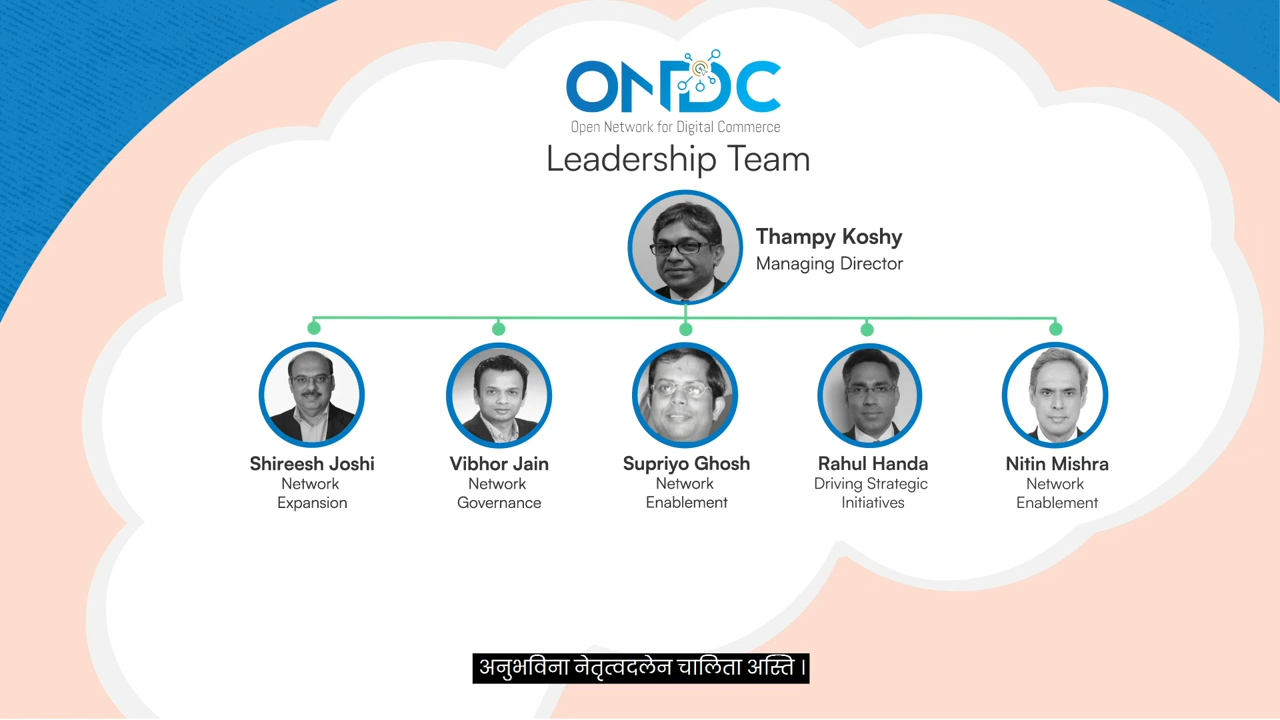 ONDC
Open Network for Digital Commerce
Leadership Team
Thampy Koshy
Managing Director
Shireesh Joshi
Network
Expansion
Vibhor Jain
Network
Governance
Supriyo Ghosh
Network
Enablement
Rahul Handa
Driving Strategic
Initiatives
Nitin Mishra
Network
Enablement
अनुभविना नेतृत्वदलेन चालिता अस्ति ।